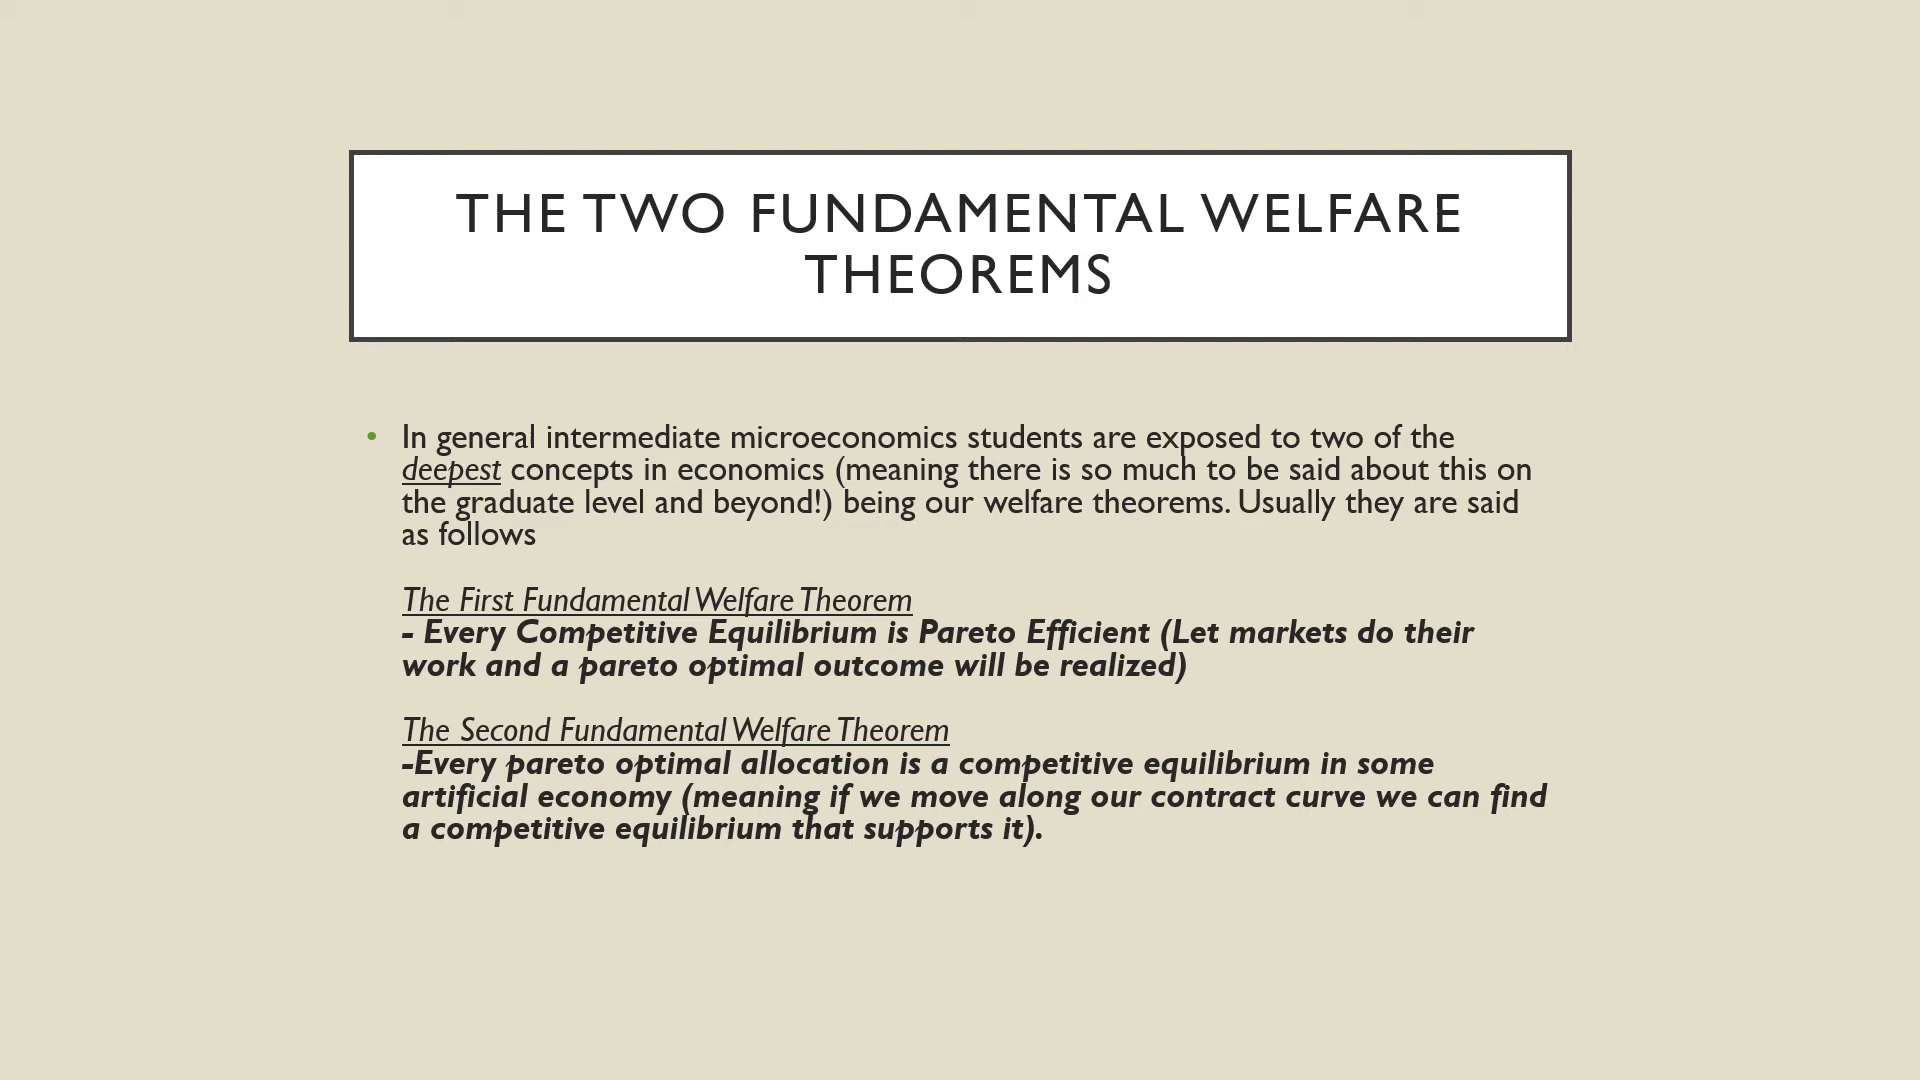 THE TWO FUNDAMENTAL WELFARE
THEOREMS
• In general intermediate microeconomics students are exposed to two of the
deepest concepts in economics (meaning there is so much to be said about this on
the graduate level and beyond!) being our welfare theorems. Usually they are said
as follows
The First Fundamental Welfare Theorem
- Every Competitive Equilibrium is Pareto Efficient (Let markets do their
work and a pareto optimal outcome will be realized)
The Second Fundamental Welfare Theorem
-Every pareto optimal allocation is a competitive equilibrium in some
artificial economy (meaning if we move along our contract curve we can find
a competitive equilibrium that supports it).